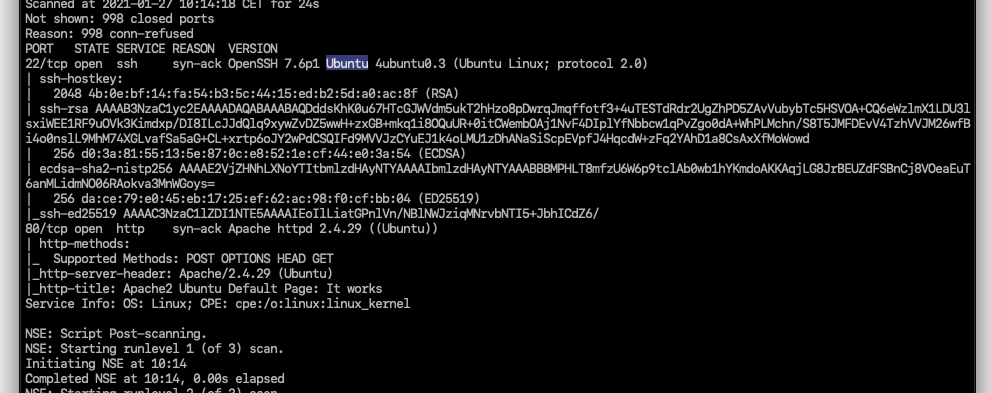 Scanned at 2021-01-27 10:14:18 CET for 24s
Not shown: 998 closed ports
Reason: 998 conn-refused
PORT   STATE SERVICE REASON  VERSION
22/tcp open  ssh     syn-ack OpenSSH 7.6p1 Ubuntu 4ubuntu0.3 (Ubuntu Linux; protocol 2.0)
| ssh-hostkey:
|   2048 4b:0e:bf:14:fa:54:b3:5c:44:15:ed:b2:5d:a0:ac:8f (RSA)
| ssh-rsa AAAAB3NzaC1yc2EAAAADAQABAAABAQDddsKhK0u67HTcGJWVdm5ukT2hHzo8pDwrqJmqffotf3+4uTESTdRdr2UgZhPD5ZAvVubybTc5HSVOA+CQ6eWzlmX1LDU3l
sxiWEE1RF9uOVk3Kimdxp/DI8ILcJJdQlq9xywZvDZ5wwH+zxGB+mkq1i8OQuUR+0itCWembOAj1NvF4DIplYfNbbcw1qPvZgo0dA+WhPLMchn/S8T5JMFDEvV4TzhVVJM26wfB
i4o0nslL9MhM74XGLvafSa5aG+CL+xrtp6oJY2wPdCSQIFd9MVVJzCYuEJ1k4oLMU1zDhANaSiScpEVpfJ4HqcdW+zFq2YAhD1a8CsAxXfMoWowd
|   256 d0:3a:81:55:13:5e:87:0c:e8:52:1e:cf:44:e0:3a:54 (ECDSA)
| ecdsa-sha2-nistp256 AAAAE2VjZHNhLXNoYTItbmlzdHAyNTYAAAAIbmlzdHAyNTYAAABBBMPHLT8mfzU6W6p9tclAb0wb1hYKmdoAKKAqjLG8JrBEUZdFSBnCj8VOeaEuT
6anMLidmNO06RAokva3MnWGoys=
|   256 da:ce:79:e0:45:eb:17:25:ef:62:ac:98:f0:cf:bb:04 (ED25519)
|_ssh-ed25519 AAAAC3NzaC1lZDI1NTE5AAAAIEoIlLiatGPnlVn/NBlNWJziqMNrvbNTI5+JbhICdZ6/
80/tcp open  http    syn-ack Apache httpd 2.4.29 ((Ubuntu))
| http-methods:
|_  Supported Methods: POST OPTIONS HEAD GET
|_http-server-header: Apache/2.4.29 (Ubuntu)
|_http-title: Apache2 Ubuntu Default Page: It works
Service Info: OS: Linux; CPE: cpe:/o:linux:linux_kernel

NSE: Script Post-scanning.
NSE: Starting runlevel 1 (of 3) scan.
Initiating NSE at 10:14
Completed NSE at 10:14, 0.00s elapsed
NSE: Starting runlevel 2 (of 3) scan.